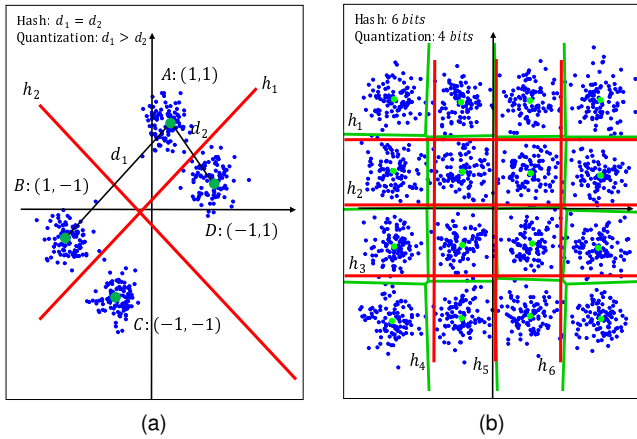 Hash: d₁ = d₂
Quantization: d₁ > d₂
h₂
A: (1,1)
h₁
d₂
d₁
B: (1, −1)
D: (−1,1)
C: (−1, −1)
(a)
Hash: 6 bits
Quantization: 4 bits
h₁
h₂
h₃
h₄
h₅
h₆
(b)